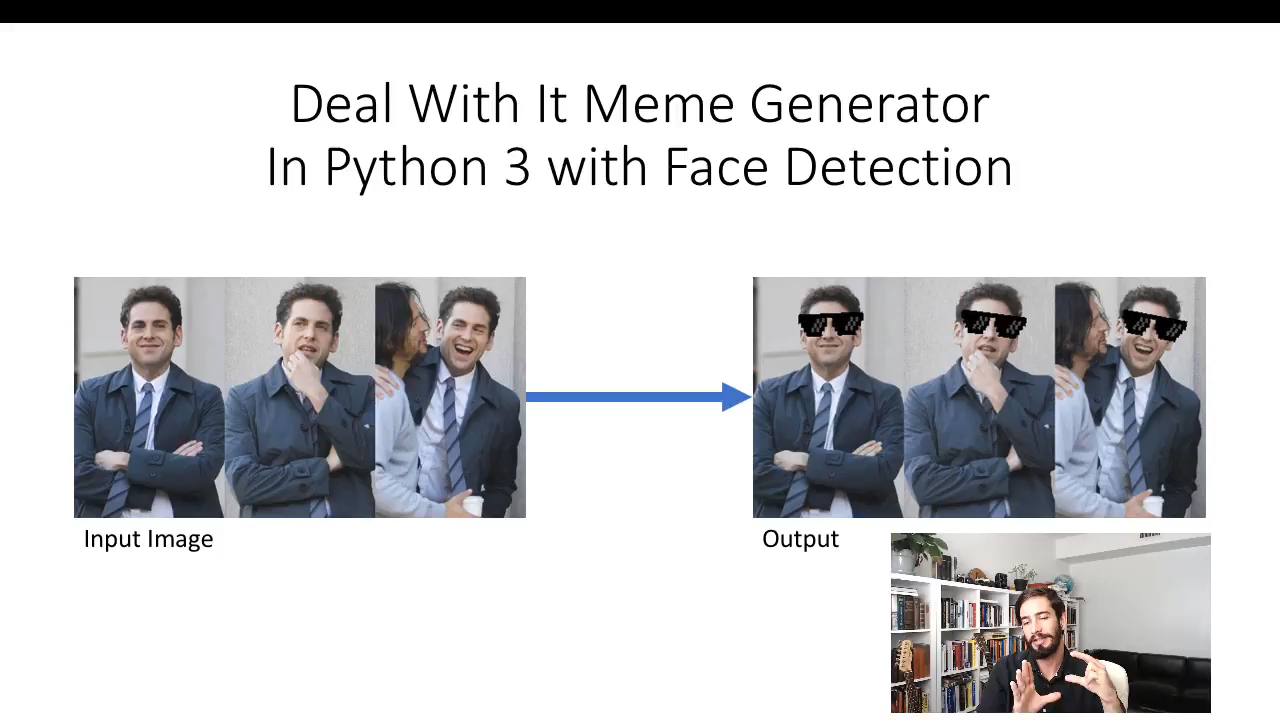 Deal With It Meme Generator
In Python 3 with Face Detection
Input Image
Output